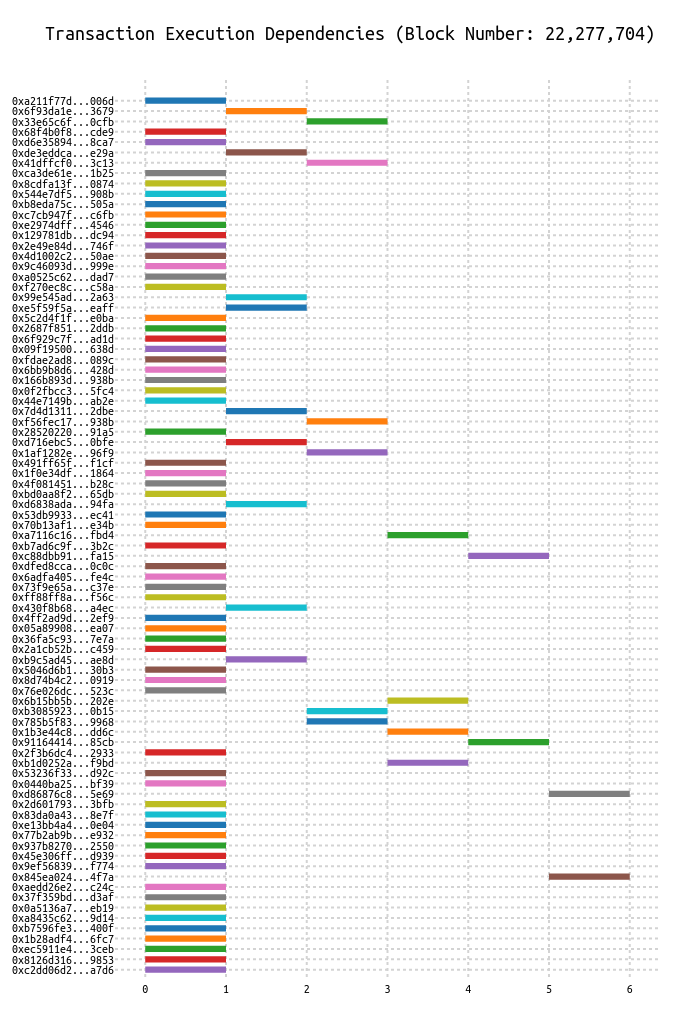 Transaction Execution Dependencies (Block Number: 22,277,704)
0xa211f77d...006d
0x6f93da1e...3679
0x33e65c6f...0cfb
0x68f4b0f8...cde9
0xd6e35894...8ca7
0xde3eddca...e29a
0x41dffcf0...3c13
0xca3de61e...1b25
0x8cdfa13f...0874
0x544e7df5...908b
0xb8eda75c...505a
0xc7cb947f...c6fb
0xe2974dff...4546
0x129781db...dc94
0x2e49e84d...746f
0x4d1002c2...50ae
0x9c46093d...999e
0xa0525c62...dad7
0xf270ec8c...c58a
0x99e545ad...2a63
0xe5f59f5a...eaff
0x5c2d4f1f...e0ba
0x2687f851...2ddb
0x6f929c7f...ad1d
0x09f19500...638d
0xfdae2ad8...089c
0x6bb9b8d6...428d
0x166b893d...938b
0x0f2fbcc3...5fc4
0x44e7149b...ab2e
0x7d4d1311...2dbe
0xf56fec17...938b
0x28520220...91a5
0xd716ebc5...0bfe
0x1af1282e...96f9
0x491ff65f...f1cf
0x1f0e34df...1864
0x4f081451...b28c
0xbd0aa8f2...65db
0xd6838ada...94fa
0x53db9933...ec41
0x70b13af1...e34b
0xa7116c16...fbd4
0xb7ad6c9f...3b2c
0xc88dbb91...fa15
0xdfed8cca...0c0c
0x6adfa405...fe4c
0x73f9e65a...c37e
0xff88ff8a...f56c
0x430f8b68...a4ec
0x4ff2ad9d...2ef9
0x05a89908...ea07
0x36fa5c93...7e7a
0x2a1cb52b...c459
0xb9c5ad45...ae8d
0x5046d6b1...30b3
0x8d74b4c2...0919
0x76e026dc...523c
0x6b15bb5b...202e
0xb3085923...0b15
0x785b5f83...9968
0x1b3e44c8...dd6c
0x91164414...85cb
0x2f3b6dc4...2933
0xb1d0252a...f9bd
0x53236f33...d92c
0x0440ba25...bf39
0xd86876c8...5e69
0x2d601793...3bfb
0x83da0a43...8e7f
0xe13bb4a4...0e04
0x77b2ab9b...e932
0x937b8270...2550
0x45e306ff...d939
0x9ef56839...f774
0x845ea024...4f7a
0xaedd26e2...c24c
0x37f359bd...d3af
0x0a5136a7...eb19
0xa8435c62...9d14
0xb7596fe3...400f
0x1b28adf4...6fc7
0xec5911e4...3ceb
0x8126d316...9853
0xc2dd06d2...a7d6
0 1 2 3 4 5 6